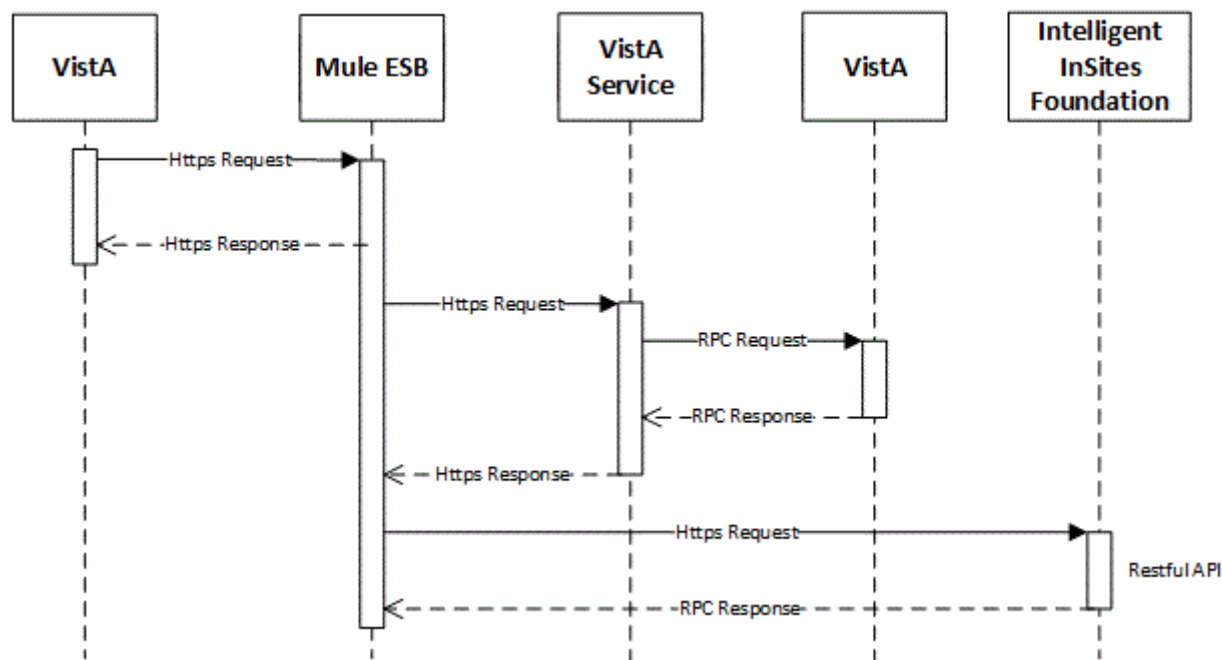 VistA
Mule ESB
VistA
Service
VistA
Intelligent
InSites
Foundation
Https Request
Https Response
Https Request
RPC Request
RPC Response
Https Response
Https Request
Restful API
RPC Response